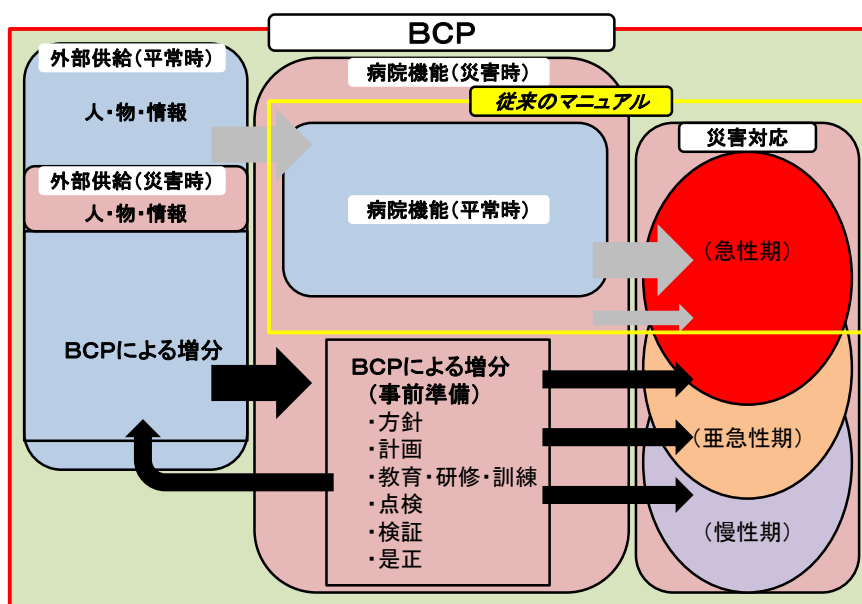 BCP
外部供給(平常時)
人・物・情報
外部供給(災害時)
人・物・情報
BCPによる増分
病院機能(災害時)
従来のマニュアル
病院機能(平常時)
BCPによる増分
(事前準備)
・方針
・計画
・教育・研修・訓練
・点検
・検証
・是正
災害対応
(急性期)
(亜急性期)
(慢性期)